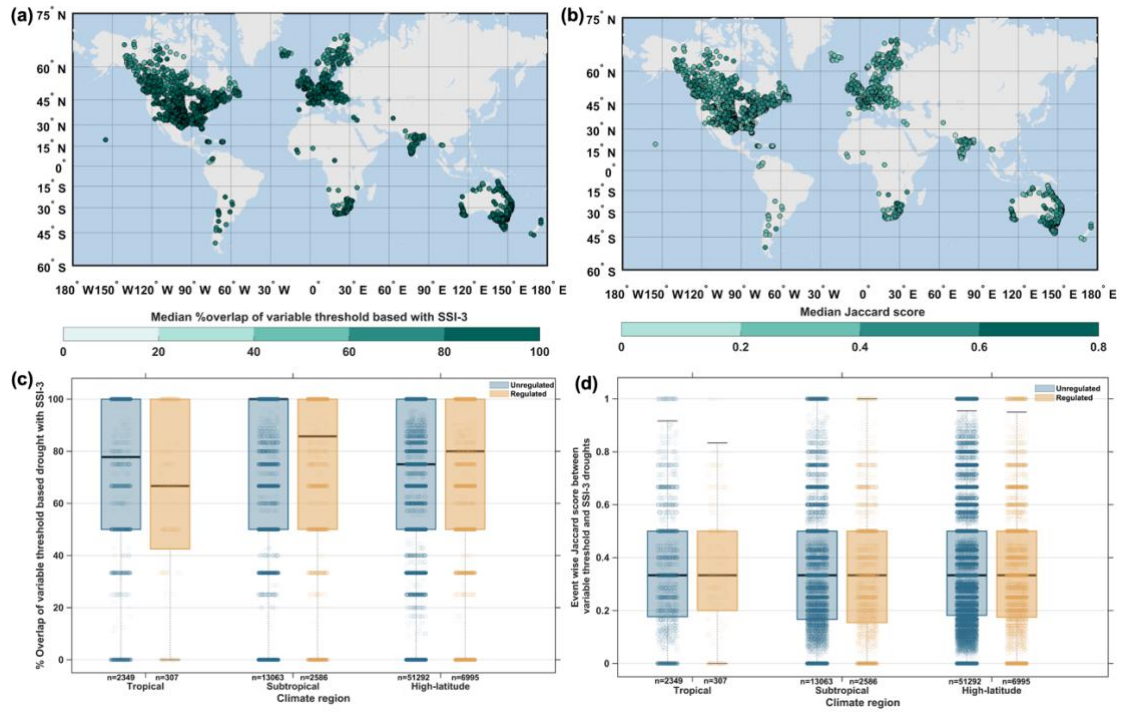 (a)
75° N
60° N
45° N
30° N
15° N
0°
15° S
30° S
45° S
60° S
180° W150° W120° W 90° W 60° W 30° W 0° 30° E 60° E 90° E 120° E 150° E 180° E
Median %overlap of variable threshold based with SSI-3
0 20 40 60 80 100
(b)
75° N
60° N
45° N
30° N
15° N
0°
15° S
30° S
45° S
60° S
180° W150° W120° W 90° W 60° W 30° W 0° 30° E 60° E 90° E 120° E 150° E 180° E
Median Jaccard score
0 0.2 0.4 0.6 0.8
(c)
Unregulated
Regulated
% Overlap of variable threshold based drought with SSI-3
100
80
60
40
20
0
n=2349 n=307 n=13063 n=2586 n=51292 n=6995
Tropical Subtropical High-latitude
Climate region
(d)
Unregulated
Regulated
Event wise Jaccard score between
variable threshold and SSI-3 droughts
1
0.8
0.6
0.4
0.2
0
n=2349 n=307 n=13063 n=2586 n=51292 n=6995
Tropical Subtropical High-latitude
Climate region